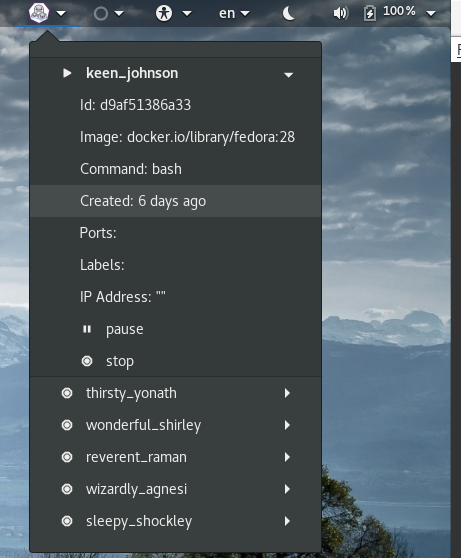 en
100 %
keen_johnson
Id: d9af51386a33
Image: docker.io/library/fedora:28
Command: bash
Created: 6 days ago
Ports:
Labels:
IP Address: ""
pause
stop
thirsty_yonath
wonderful_shirley
reverent_raman
wizardly_agnesi
sleepy_shockley